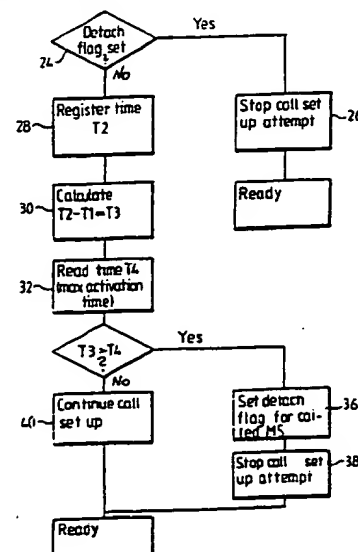 Detach
flag set
?
24
Yes
No
Register time
T2
28
Stop call set
up attempt
26
Calculate
T2-T1=T3
30
Ready
Read time T4
(max activation
time)
32
T3>T4
?
Yes
No
Continue call
set up
40
Set detach
flag for called MS
36
Stop call set
up attempt
38
Ready